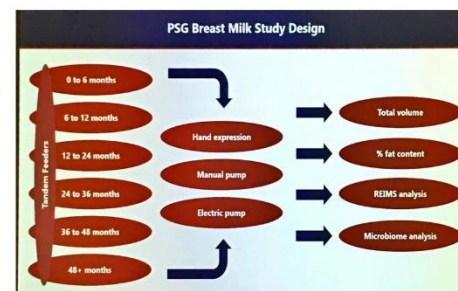 PSG Breast Milk Study Design
Tandem Feeders
0 to 6 months
6 to 12 months
12 to 24 months
24 to 36 months
36 to 48 months
48+ months
Hand expression
Manual pump
Electric pump
Total volume
% fat content
REIMS analysis
Microbiome analysis